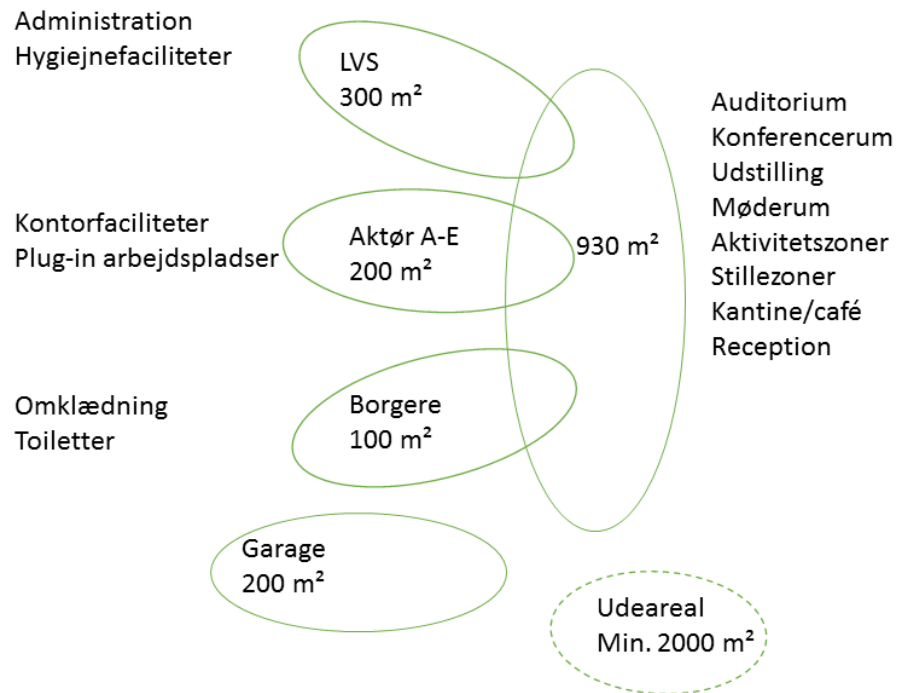 Administration
Hygiejnefaciliteter
LVS
300 m²
Auditorium
Konferencerum
Udstilling
Møderum
Aktivitetszoner
Stillezoner
Kantine/café
Reception
930 m²
Kontorfaciliteter
Plug-in arbejdspladser
Aktør A-E
200 m²
Omklædning
Toiletter
Borgere
100 m²
Garage
200 m²
Udeareal
Min. 2000 m²